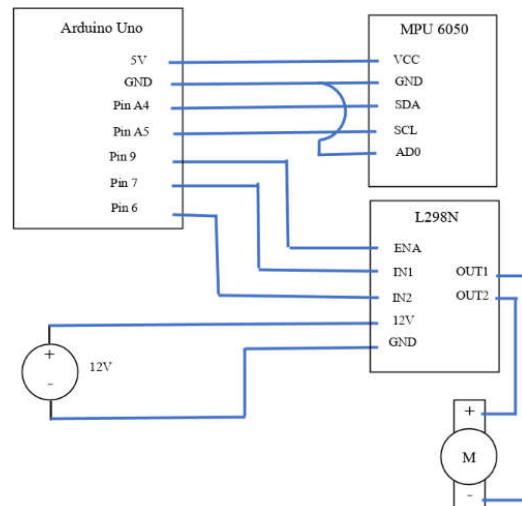 Arduino Uno
5V
GND
Pin A4
Pin A5
Pin 9
Pin 7
Pin 6
MPU 6050
VCC
GND
SDA
SCL
AD0
L298N
ENA
IN1
IN2
12V
GND
OUT1
OUT2
+
-
12V
+
M
-